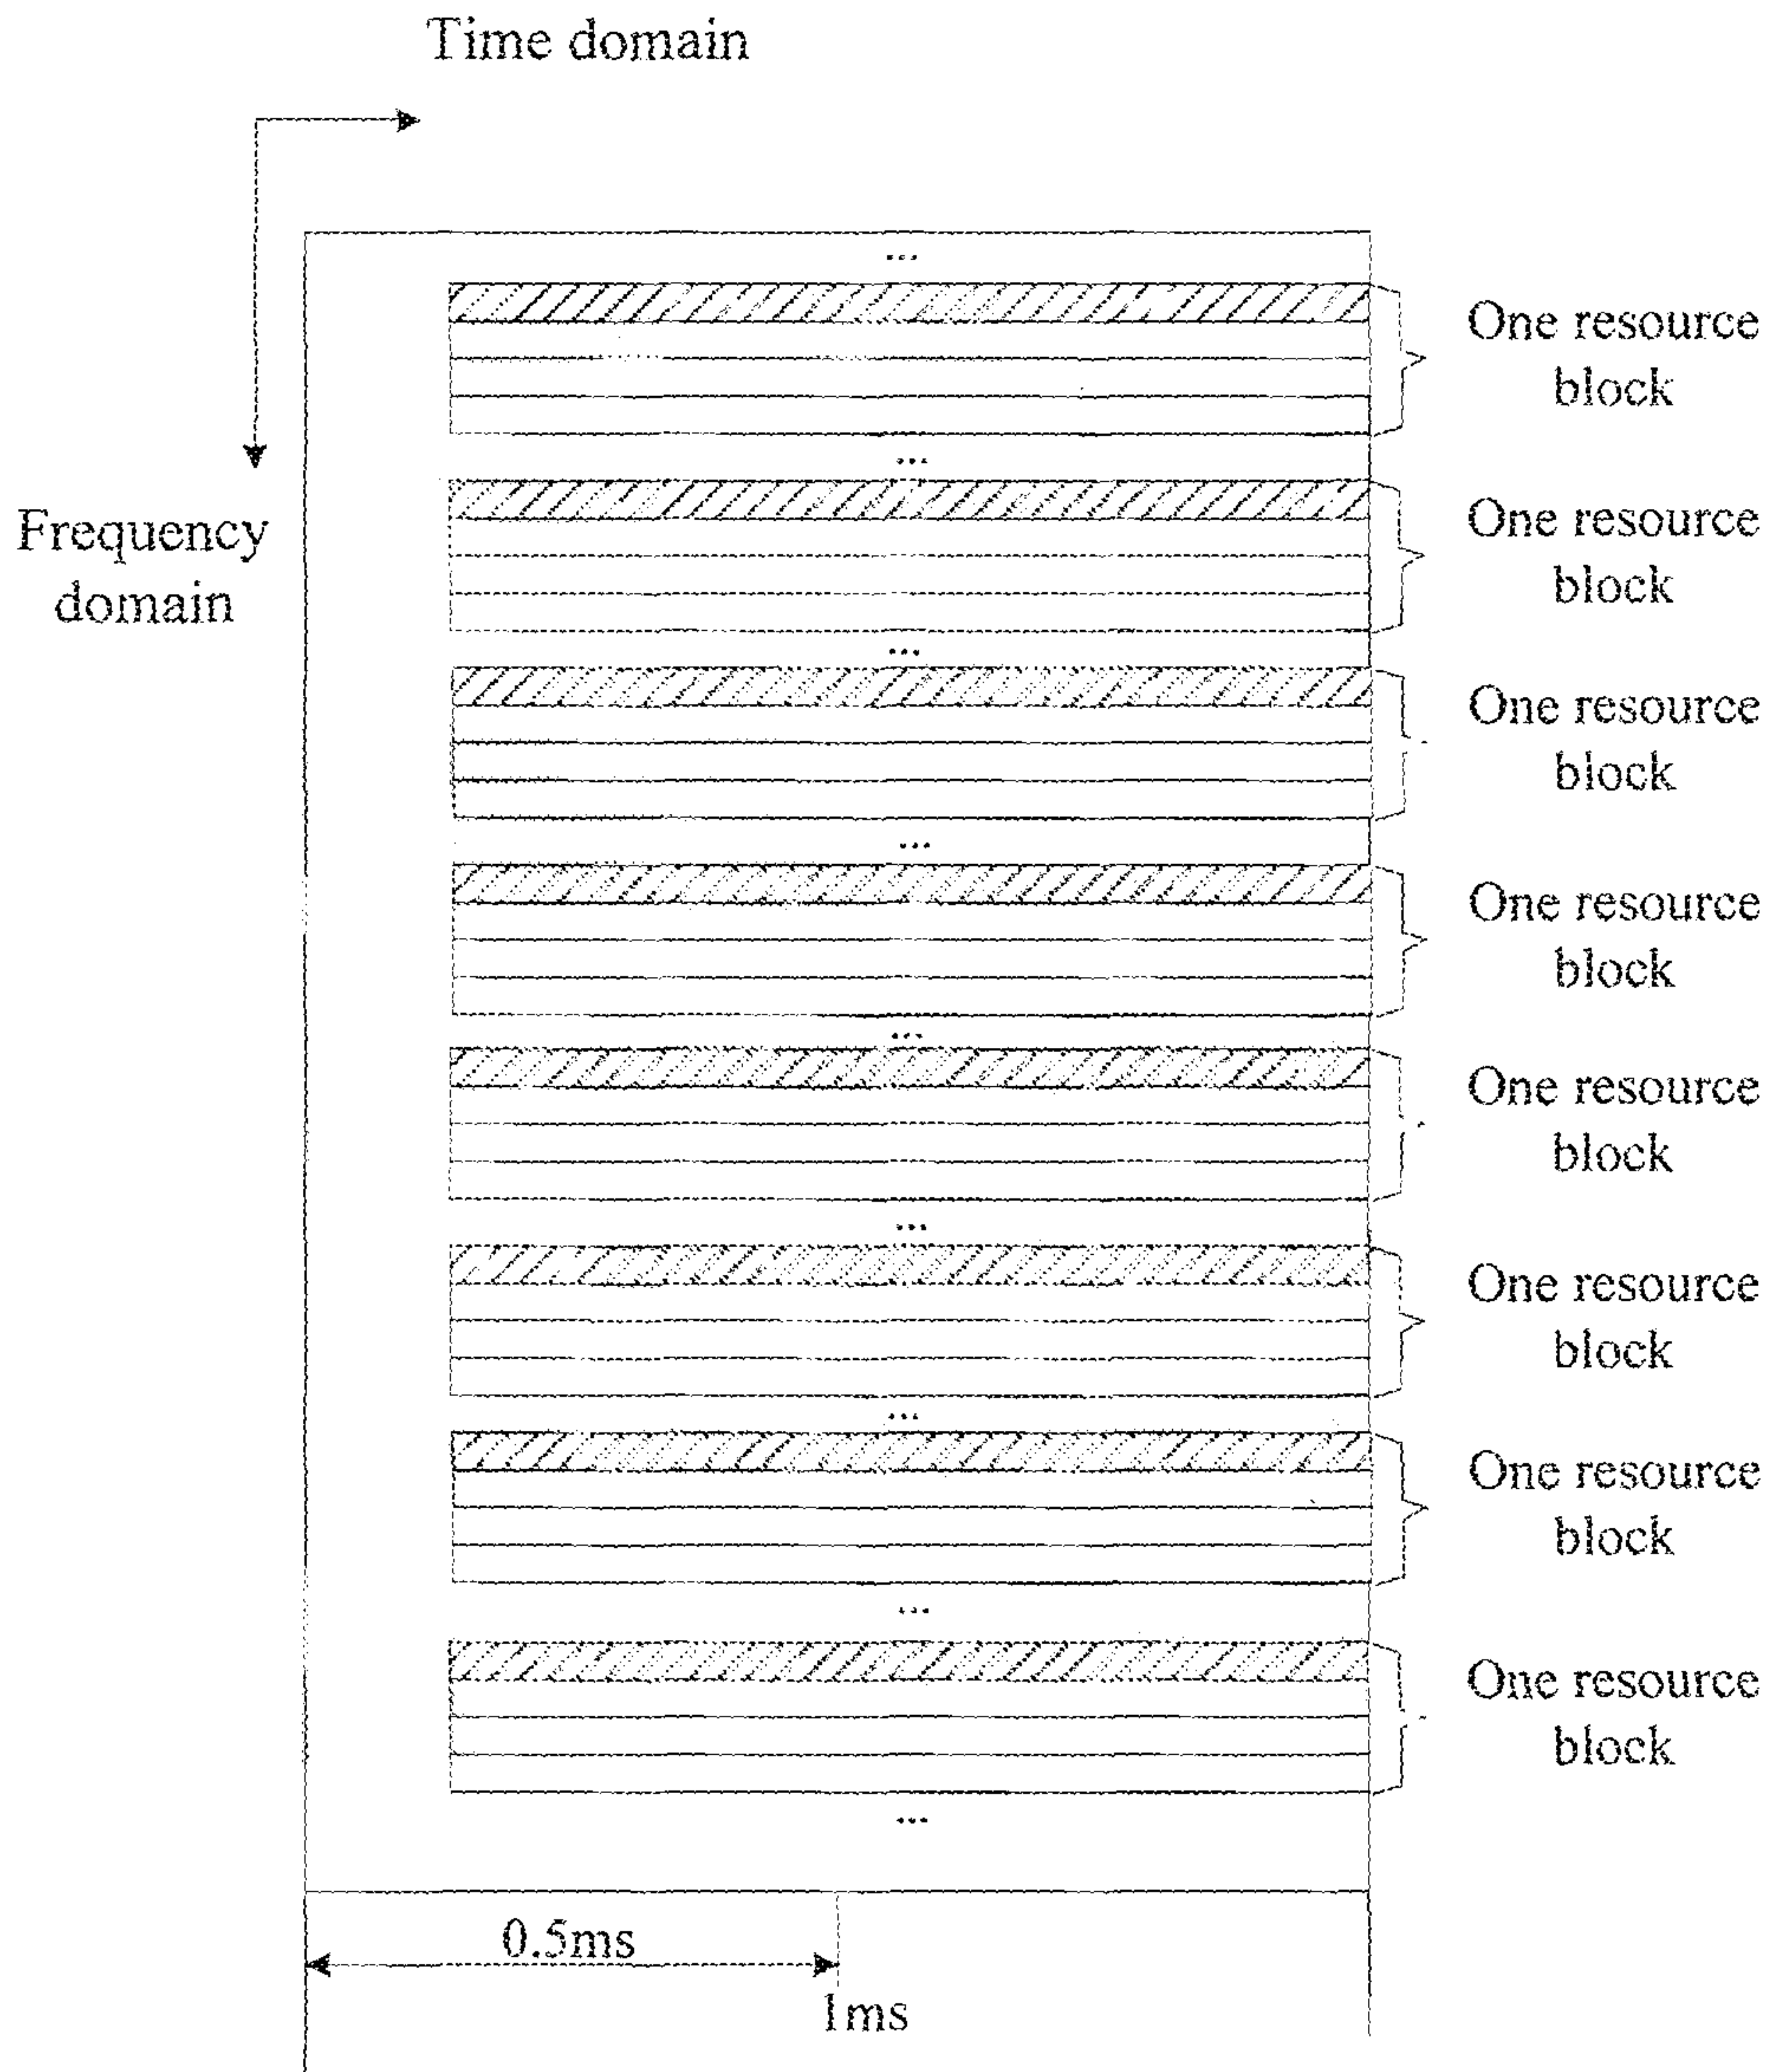 Time domain
...
One resource
block
...
One resource
block
Frequency
domain
...
One resource
block
...
One resource
block
...
One resource
block
...
One resource
block
...
One resource
block
...
One resource
block
...
0.5ms
1ms